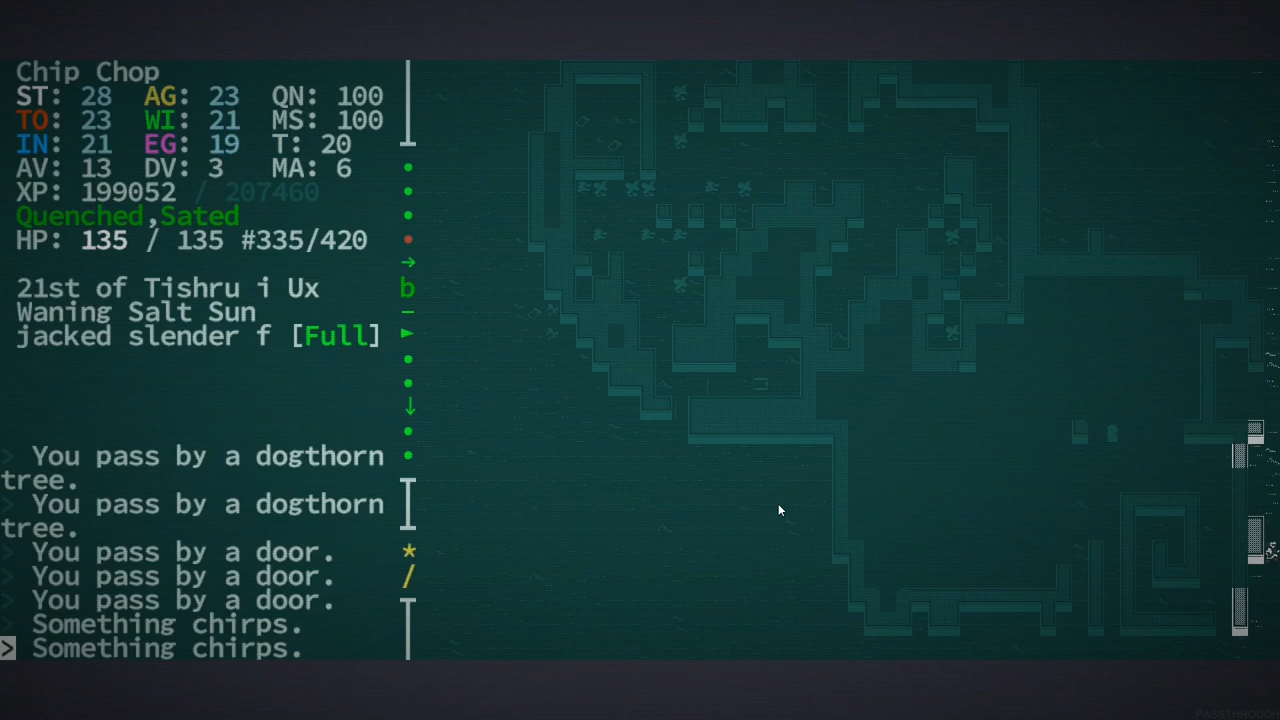 Chip Chop
ST: 28 AG: 23 QN: 100
TO: 23 WI: 21 MS: 100
IN: 21 EG: 19 T: 20
AV: 13 DV: 3 MA: 6
XP: 199052 / 207460
Quenched,Sated
HP: 135 / 135 #335/420
21st of Tishru i Ux
Waning Salt Sun
jacked slender f [Full]
b
> You pass by a dogthorn
tree.
> You pass by a dogthorn
tree.
> You pass by a door.
> You pass by a door.
> You pass by a door.
> Something chirps.
> Something chirps.
*
/